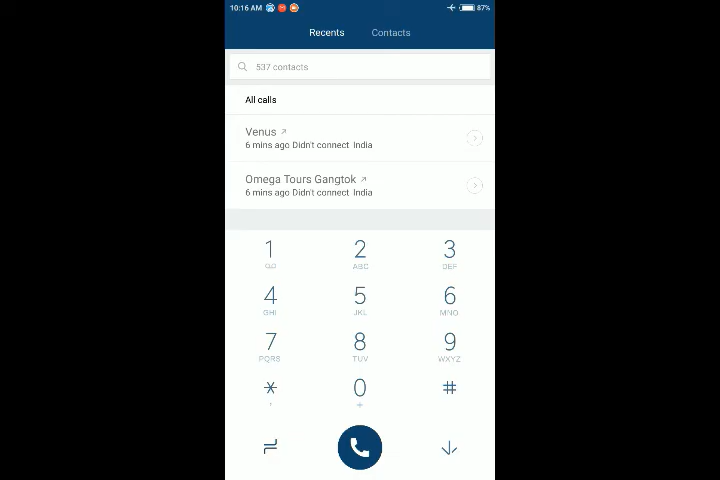 10:16 AM 87%
Recents Contacts
537 contacts
All calls
Venus
6 mins ago Didn't connect India
Omega Tours Gangtok
6 mins ago Didn't connect India
1 2 3
ABC DEF
4 5 6
GHI JKL MNO
7 8 9
PQRS TUV WXYZ
* 0 #
, +